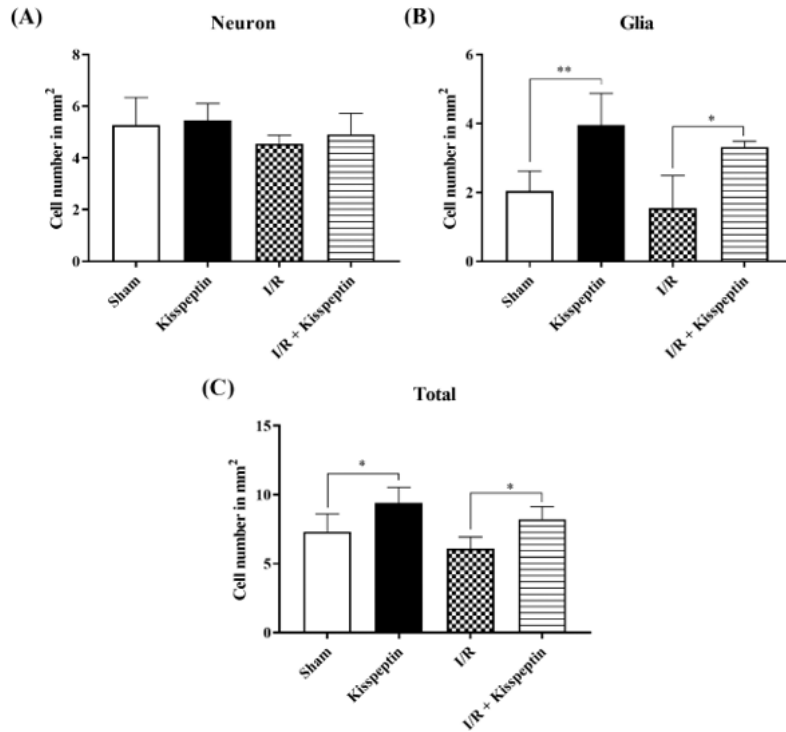 (A)
Neuron
Cell number in mm²
8
6
4
2
0
Sham
Kisspeptin
I/R
I/R + Kisspeptin
(B)
Glia
Cell number in mm²
6
4
2
0
**
*
Sham
Kisspeptin
I/R
I/R + Kisspeptin
(C)
Total
Cell number in mm²
15
10
5
0
*
*
Sham
Kisspeptin
I/R
I/R + Kisspeptin